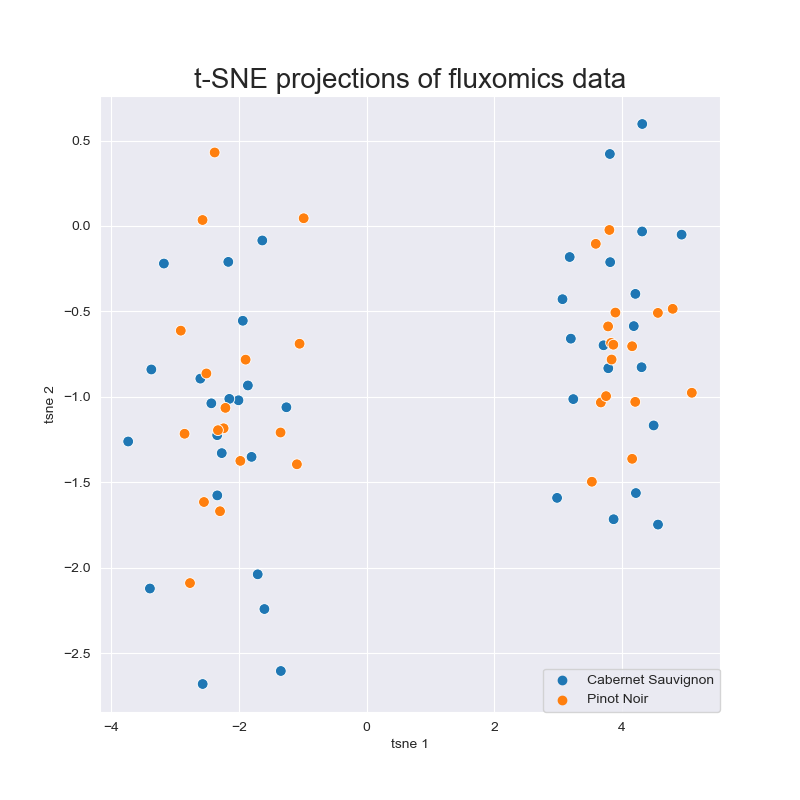 t-SNE projections of fluxomics data
0.5
0.0
−0.5
−1.0
−1.5
−2.0
−2.5
tsne 2
Cabernet Sauvignon
Pinot Noir
−4
−2
0
2
4
tsne 1